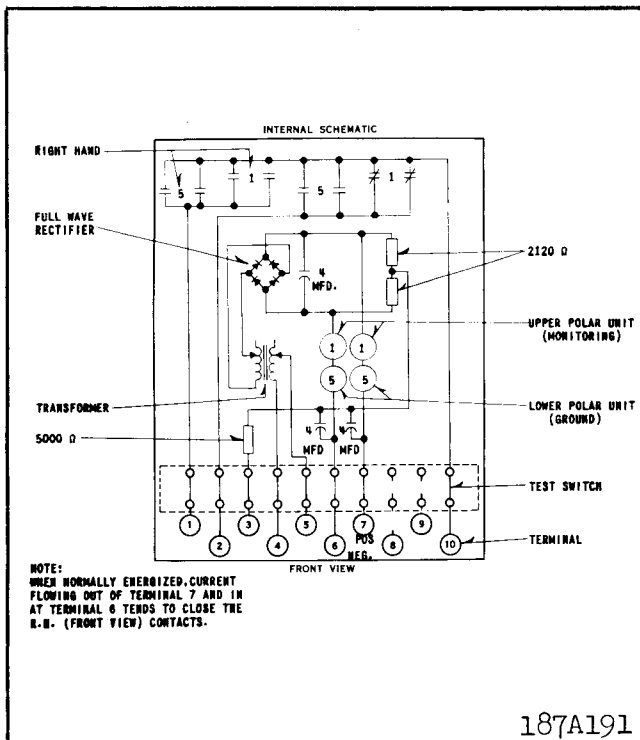 INTERNAL SCHEMATIC
RIGHT HAND
5
1
5
1
FULL WAVE
RECTIFIER
4
MFD.
2120 Ω
1
1
UPPER POLAR UNIT
(MONITORING)
5
5
LOWER POLAR UNIT
(GROUND)
TRANSFORMER
5000 Ω
4
MFD
4
MFD
TEST SWITCH
1
2
3
4
5
6
7
8
9
10
POS
NEG.
TERMINAL
FRONT VIEW
NOTE:
WHEN NORMALLY ENERGIZED,CURRENT
FLOWING OUT OF TERMINAL 7 AND IN
AT TERMINAL 6 TENDS TO CLOSE THE
R.H. (FRONT VIEW) CONTACTS.
187A191